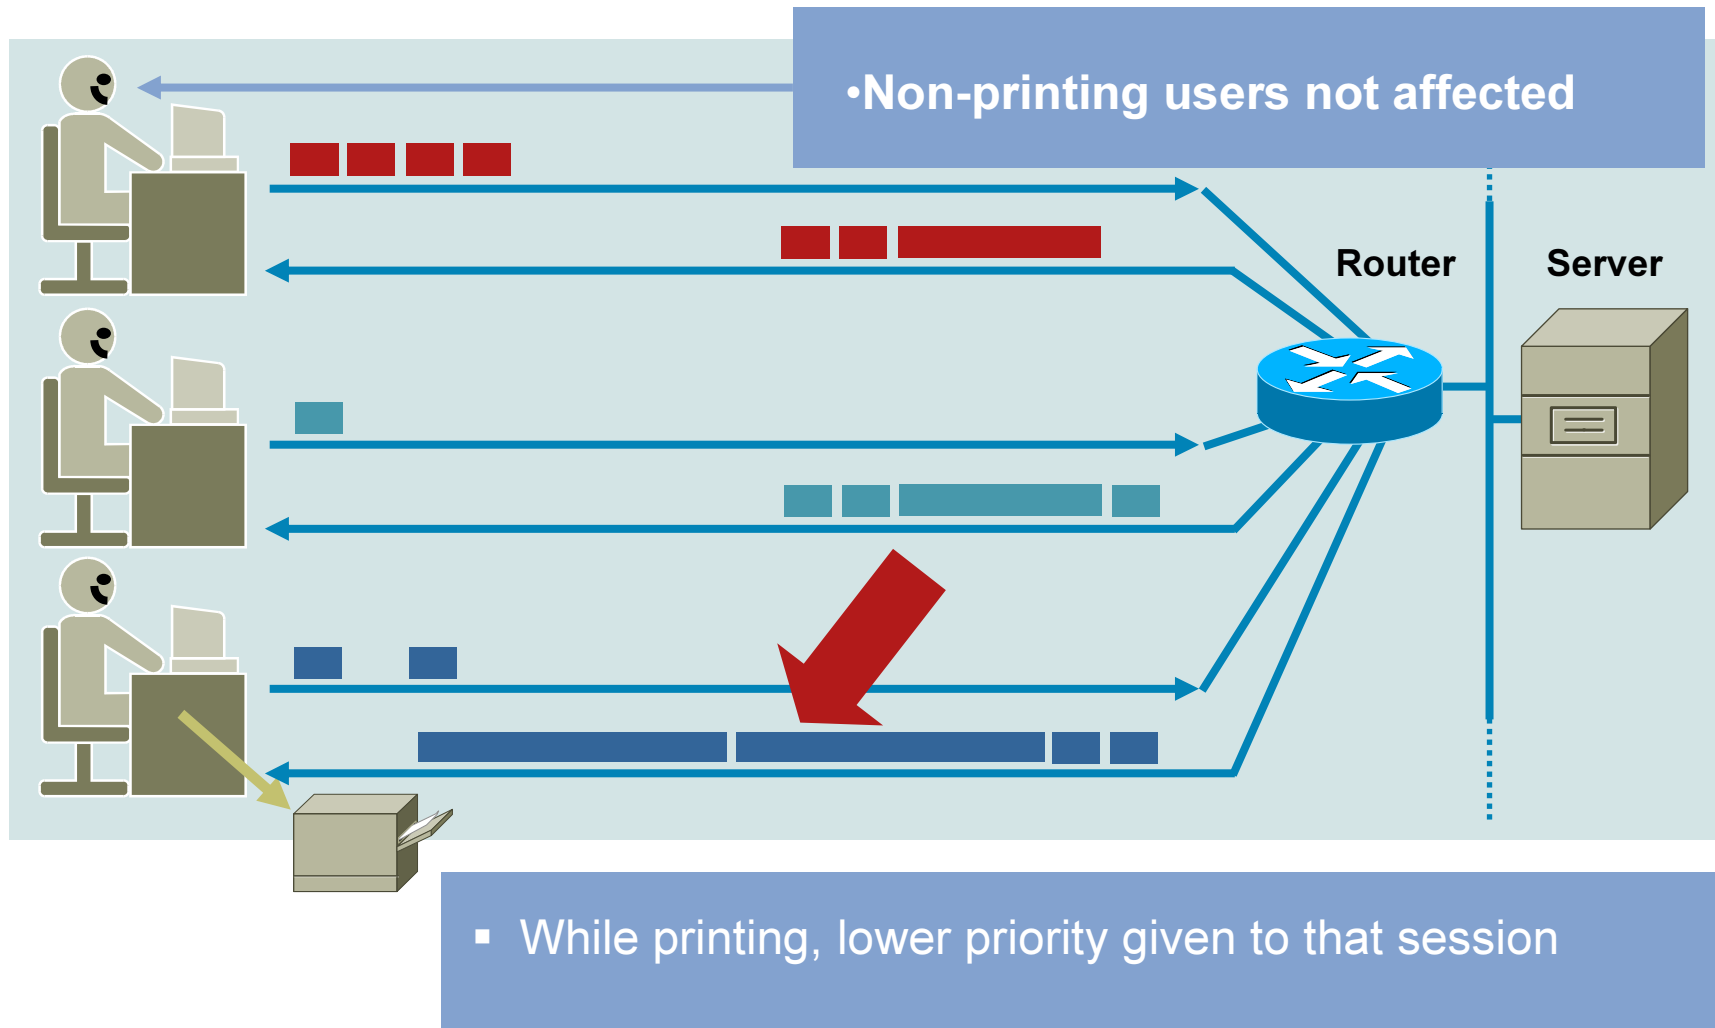 •Non-printing users not affected
Router
Server
▪ While printing, lower priority given to that session